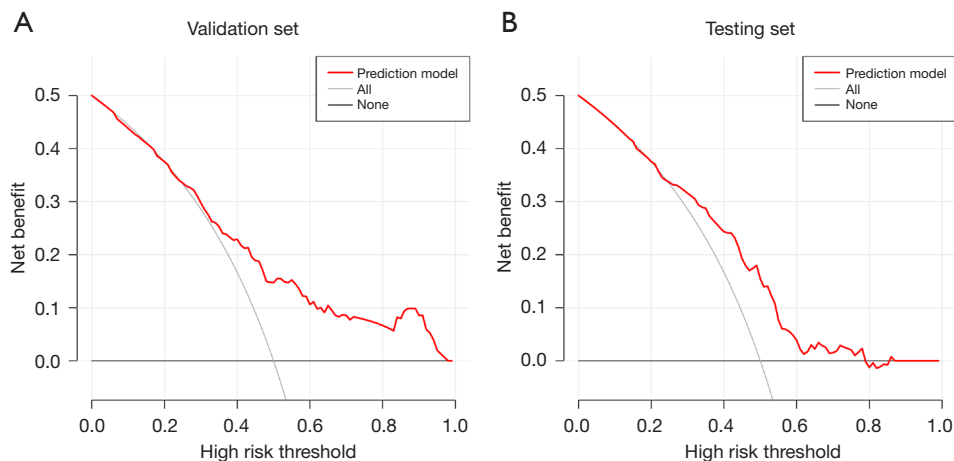 A
Validation set
Prediction model
All
None
Net benefit
0.5
0.4
0.3
0.2
0.1
0.0
0.0 0.2 0.4 0.6 0.8 1.0
High risk threshold
B
Testing set
Prediction model
All
None
Net benefit
0.5
0.4
0.3
0.2
0.1
0.0
0.0 0.2 0.4 0.6 0.8 1.0
High risk threshold